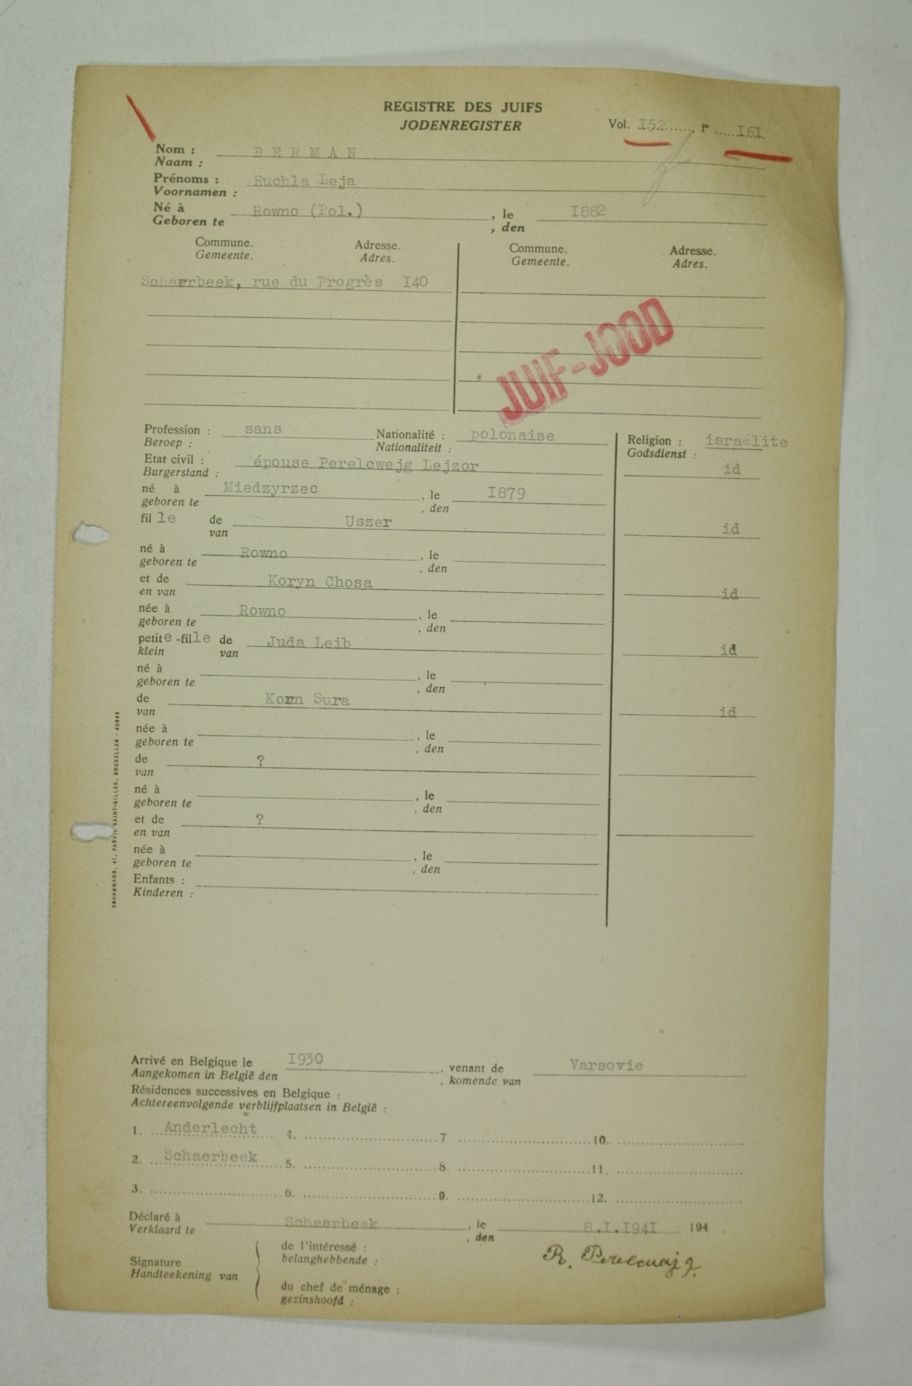 REGISTRE DES JUIFS
JODENREGISTER
Vol. I52 I6I
Nom : BERMAN
Naam :
Prénoms : Ruchla Leja
Voornamen :
Né à Rowno (Pol.) , le I882
Geboren te , den
Commune. Adresse. Commune. Adresse.
Gemeente. Adres. Gemeente. Adres.
Schaerbeek, rue du Progrès I40
JUIF-JOOD
Profession : sans Nationalité : polonaise Religion : israélite
Beroep : Nationaliteit : Godsdienst :
Etat civil : épouse Perelcwejg Lejzor id
Burgerstand :
né à Miedzyrzec , le I879
geboren te , den
fille de Uszer id
van
né à Rowno , le
geboren te , den
et de Koryn Chosa id
en van
née à Rowno , le
geboren te , den
petite-fille de Juda Leib id
klein van
né à , le
geboren te , den
de Korn Sura id
van
née à , le
geboren te , den
de ?
van
né à , le
geboren te , den
et de ?
en van
née à , le
geboren te , den
Enfants :
Kinderen :
Arrivé en Belgique le I930 , venant de Varsovie
Aangekomen in België den , komende van
Résidences successives en Belgique :
Achtereenvolgende verblijfplaatsen in België :
1. Anderlecht 4. 7 10.
2. Schaerbeek 5. 8. 11.
3. 6. 9. 12.
Déclaré à Schaerbeek , le 8.I.I94I 194 .
Verklaard te , den
Signature de l'intéressé : R. Perelcwajg
Handteekening van belanghebbende :
du chef de ménage :
gezinshoofd :